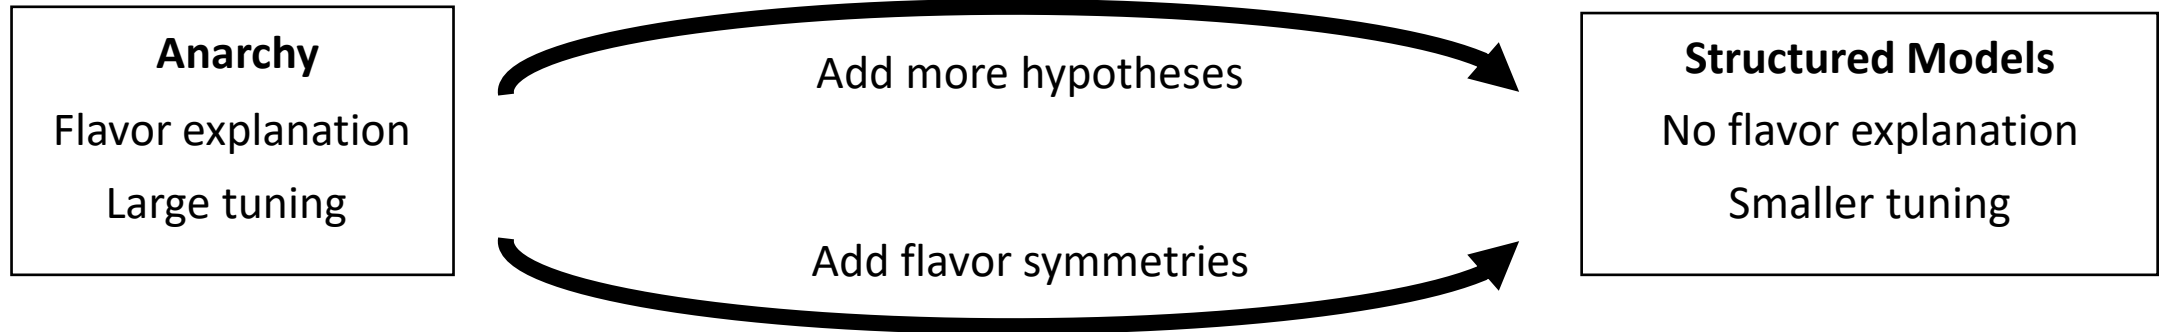 Anarchy
Flavor explanation
Large tuning
Add more hypotheses
Add flavor symmetries
Structured Models
No flavor explanation
Smaller tuning